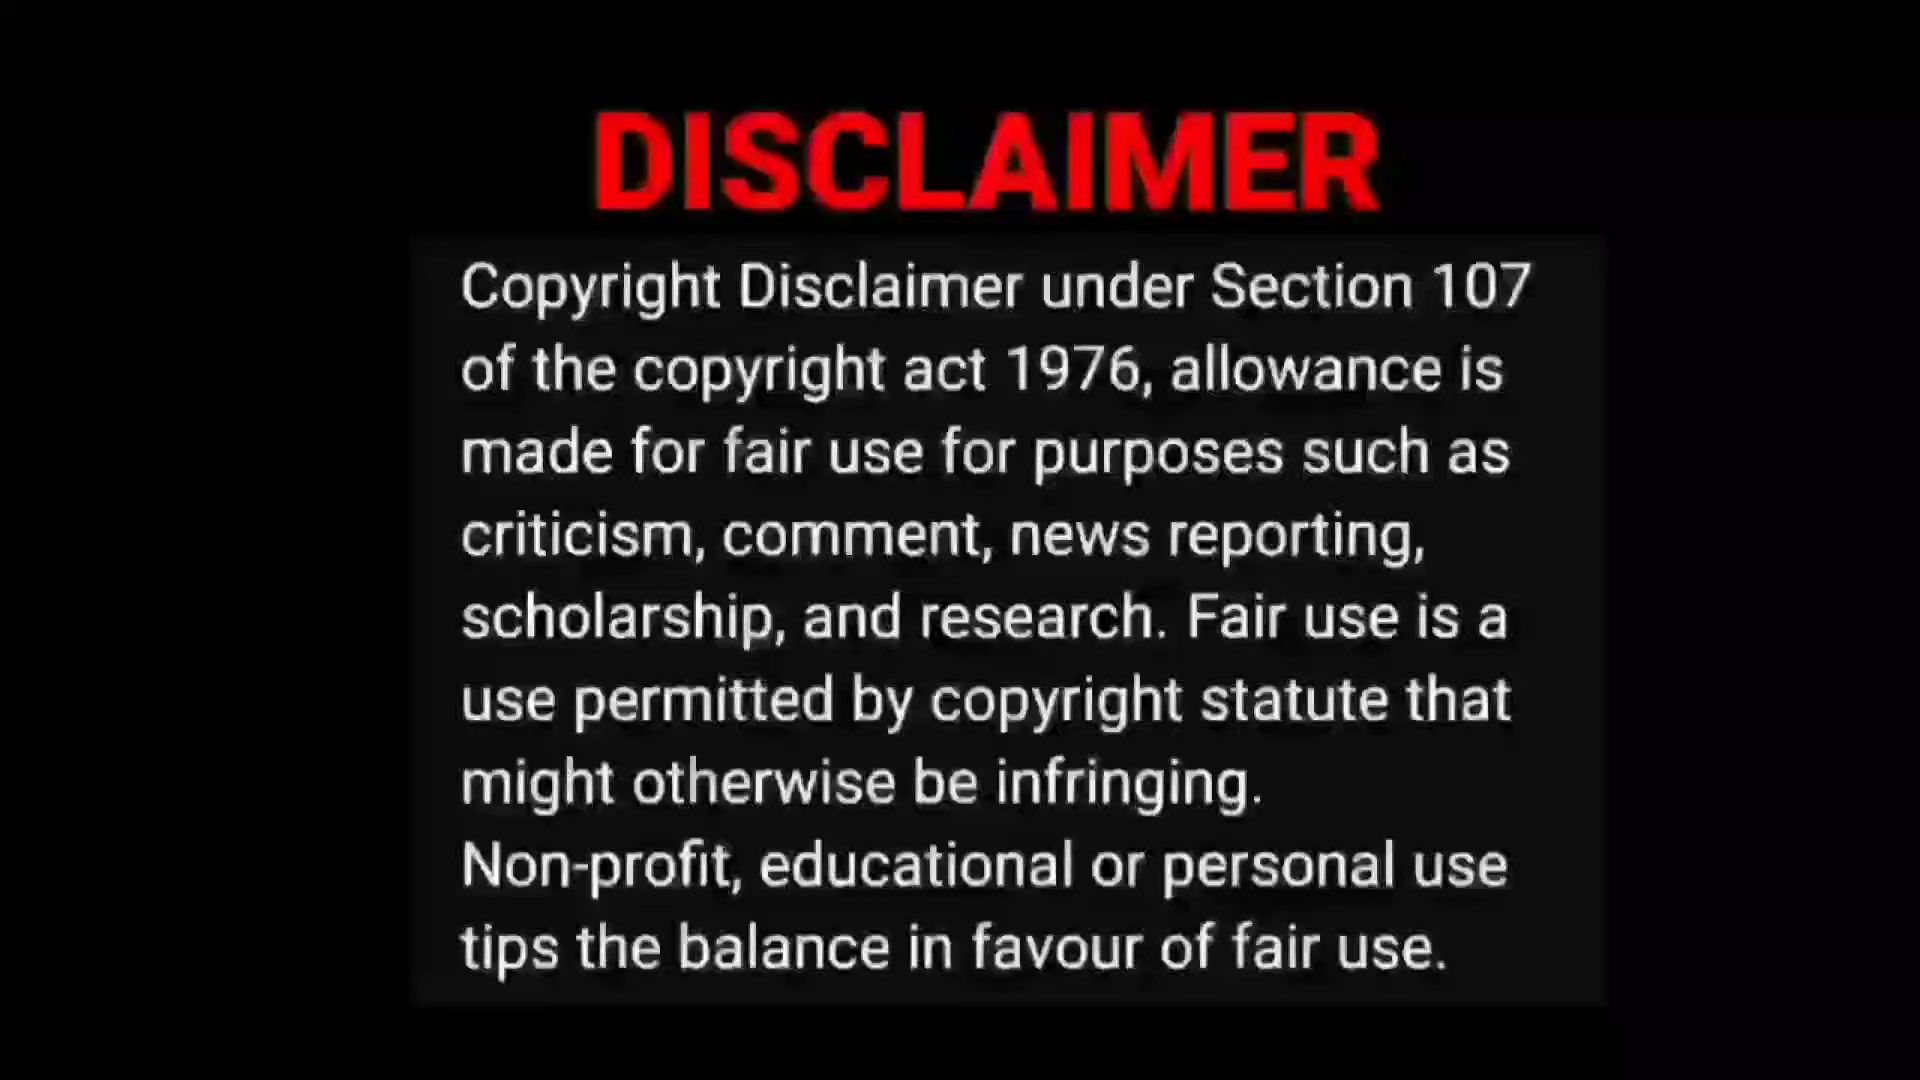 DISCLAIMER
Copyright Disclaimer under Section 107
of the copyright act 1976, allowance is
made for fair use for purposes such as
criticism, comment, news reporting,
scholarship, and research. Fair use is a
use permitted by copyright statute that
might otherwise be infringing.
Non-profit, educational or personal use
tips the balance in favour of fair use.